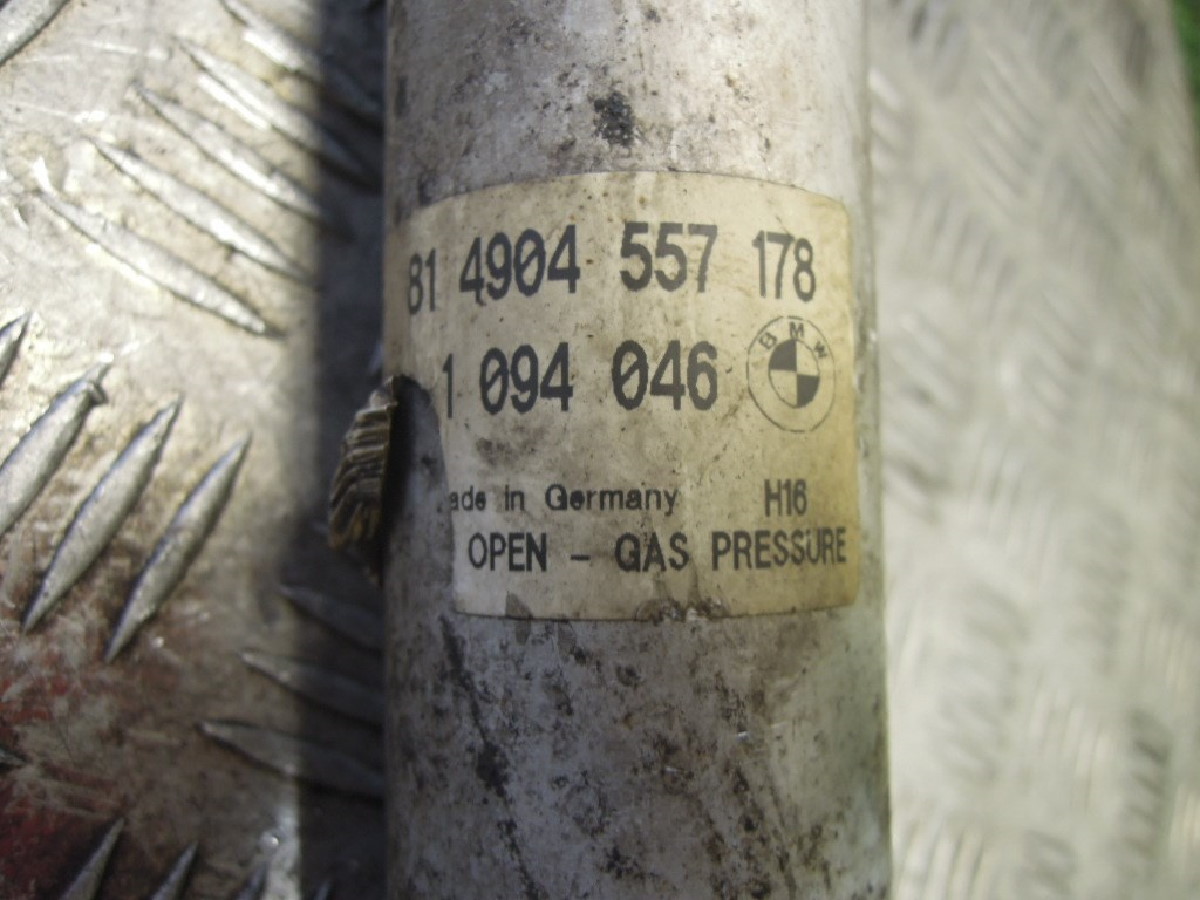 81 4904 557 178
1 094 046 BMW
ade in Germany H16
OPEN - GAS PRESSURE